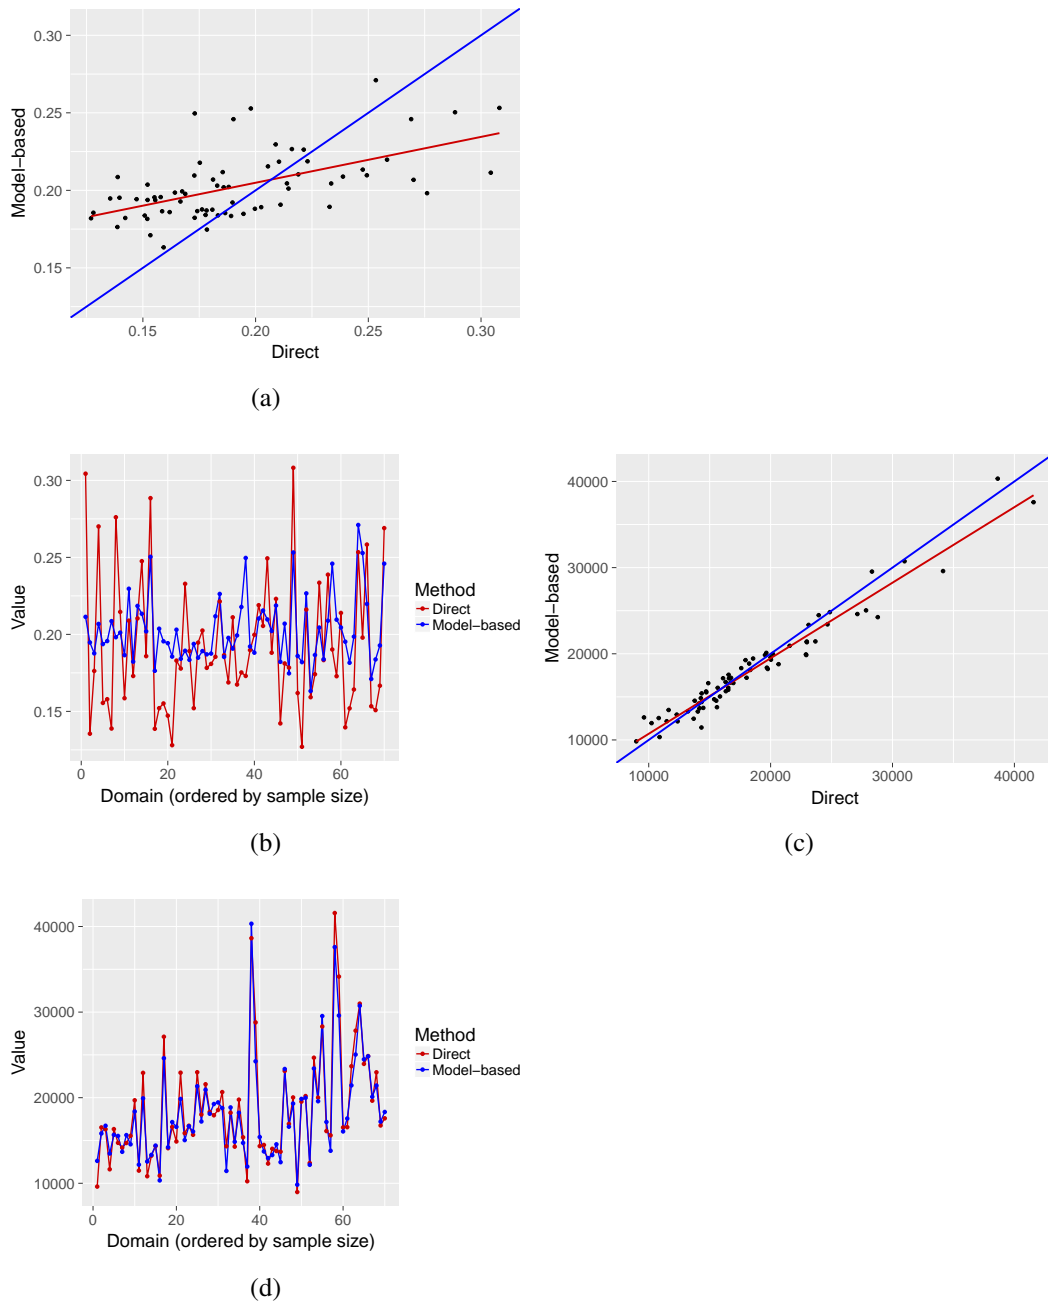 0.30
0.25
0.20
0.15
Model−based
0.15 0.20 0.25 0.30
Direct
(a)
0.30
0.25
0.20
0.15
Value
0 20 40 60
Domain (ordered by sample size)
Method
Direct
Model−based
(b)
40000
30000
20000
10000
Model−based
10000 20000 30000 40000
Direct
(c)
40000
30000
20000
10000
Value
0 20 40 60
Domain (ordered by sample size)
Method
Direct
Model−based
(d)